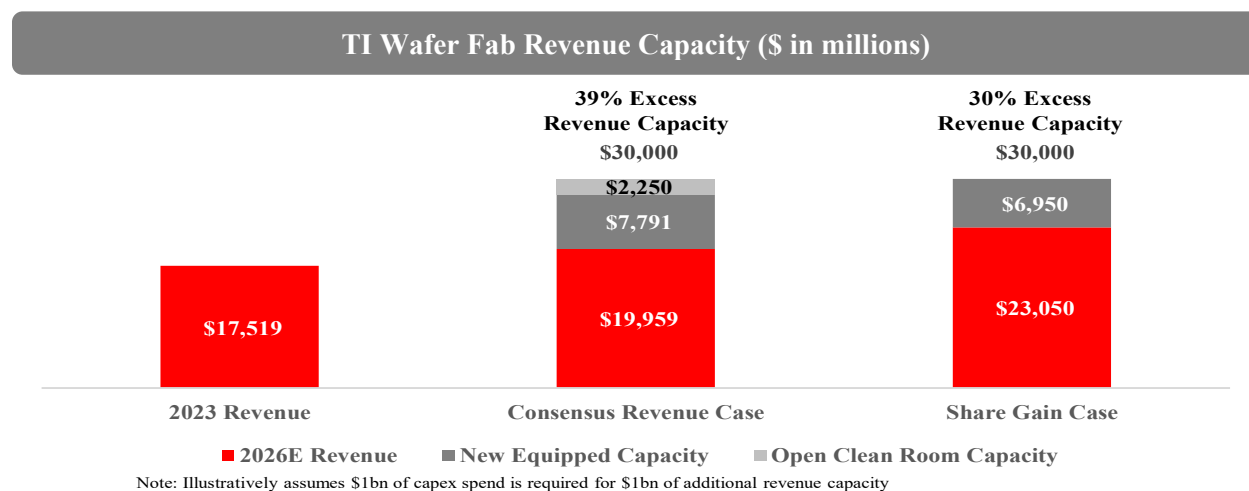 TI Wafer Fab Revenue Capacity ($ in millions)
39% Excess
Revenue Capacity
$30,000
30% Excess
Revenue Capacity
$30,000
$2,250
$7,791
$6,950
$17,519
$19,959
$23,050
2023 Revenue
Consensus Revenue Case
Share Gain Case
2026E Revenue
New Equipped Capacity
Open Clean Room Capacity
Note: Illustratively assumes $1bn of capex spend is required for $1bn of additional revenue capacity